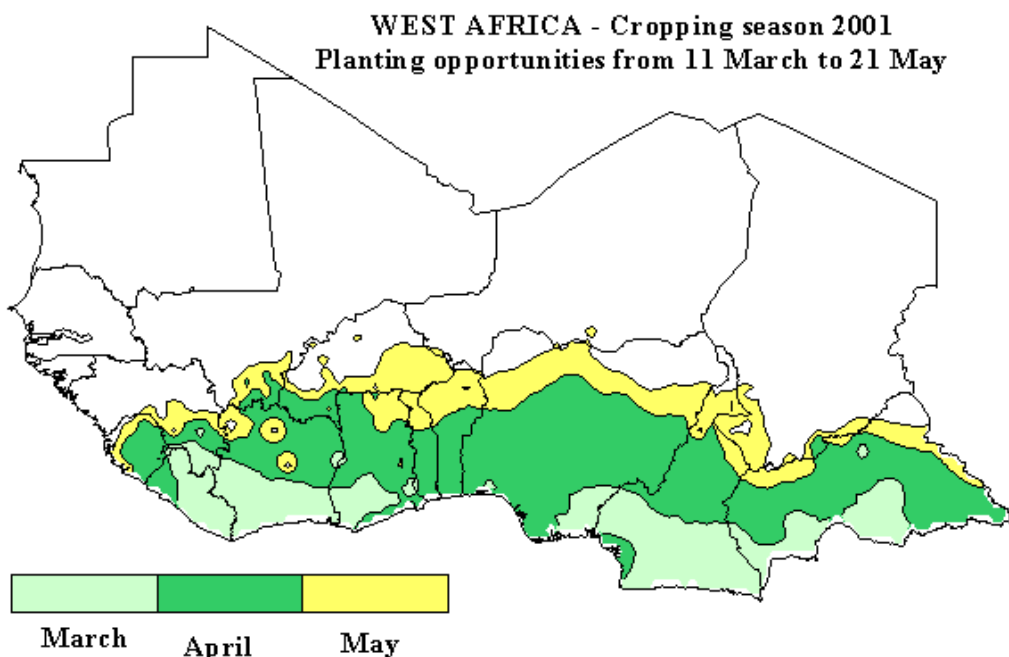 WEST AFRICA - Cropping season 2001
Planting opportunities from 11 March to 21 May
March
April
May